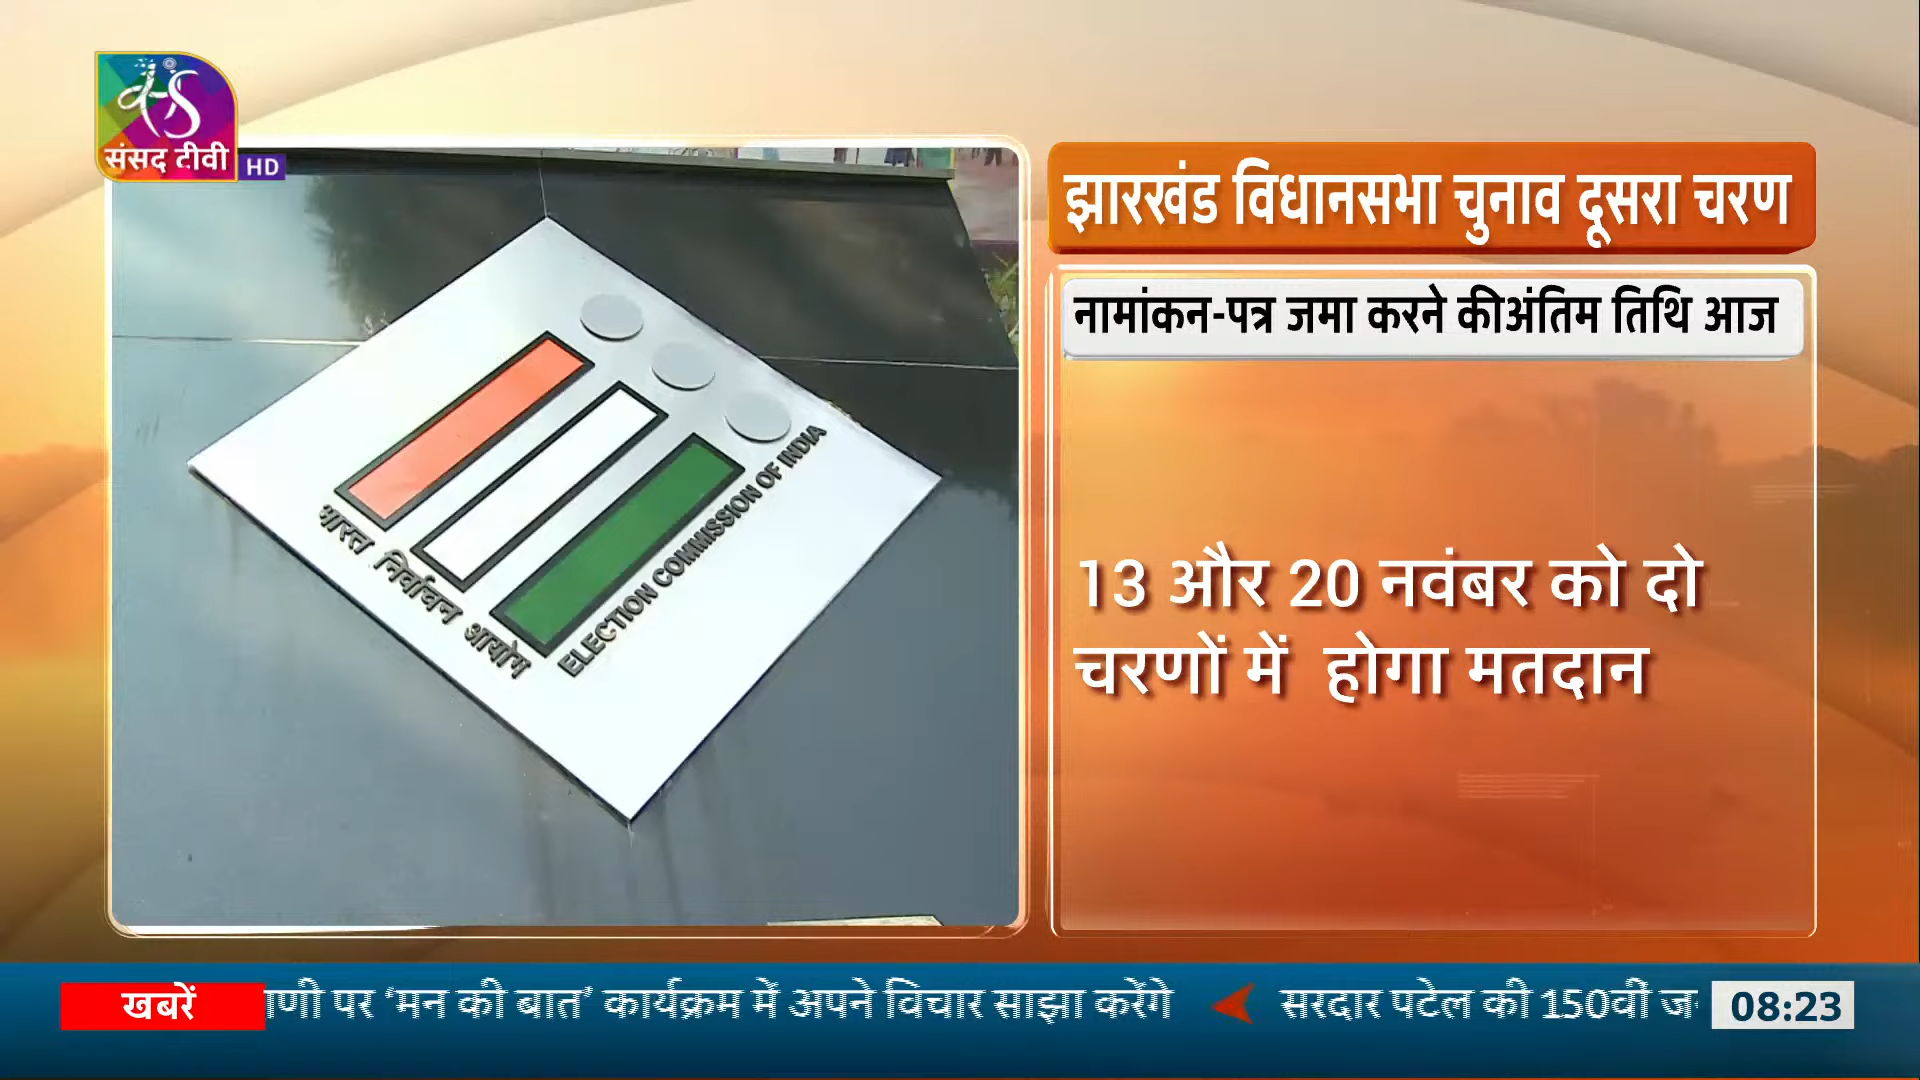 संसद टीवी
HD
झारखंड विधानसभा चुनाव दूसरा चरण
नामांकन-पत्र जमा करने कीअंतिम तिथि आज
भारत निर्वाचन आयोग
ELECTION COMMISSION OF INDIA
13 और 20 नवंबर को दो
चरणों में होगा मतदान
खबरें
पर ‘मन की बात’ कार्यक्रम में अपने विचार साझा करेंगे
सरदार पटेल की 150वीं
08:23